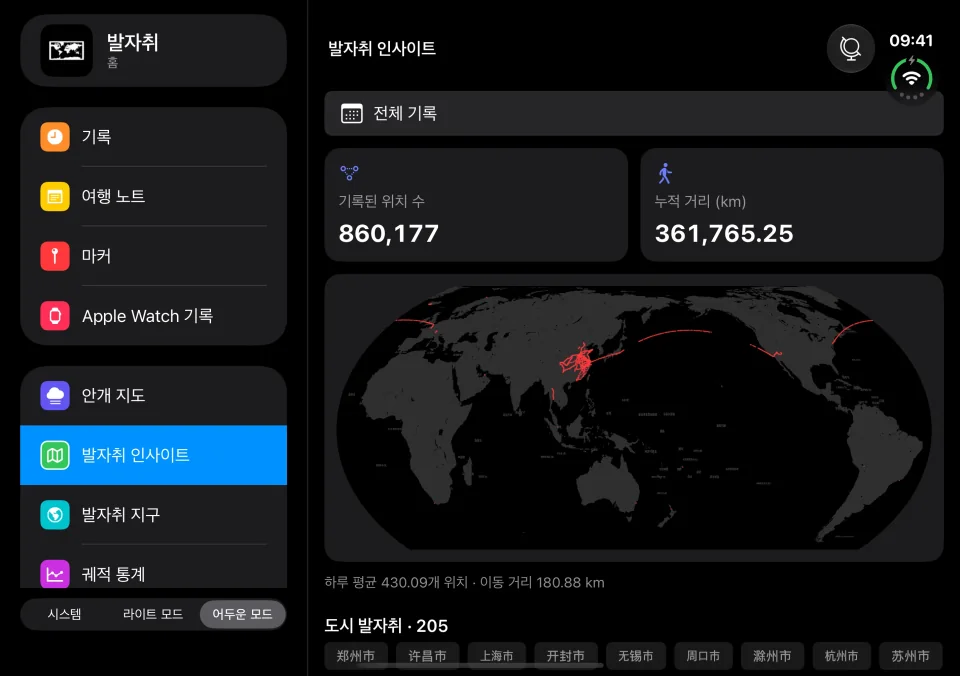 발자취
홈
기록
여행 노트
마커
Apple Watch 기록
안개 지도
발자취 인사이트
발자취 지구
궤적 통계
시스템
라이트 모드
어두운 모드
발자취 인사이트
09:41
전체 기록
기록된 위치 수
860,177
누적 거리 (km)
361,765.25
하루 평균 430.09개 위치 · 이동 거리 180.88 km
도시 발자취 · 205
郑州市
许昌市
上海市
开封市
无锡市
周口市
滁州市
杭州市
苏州市